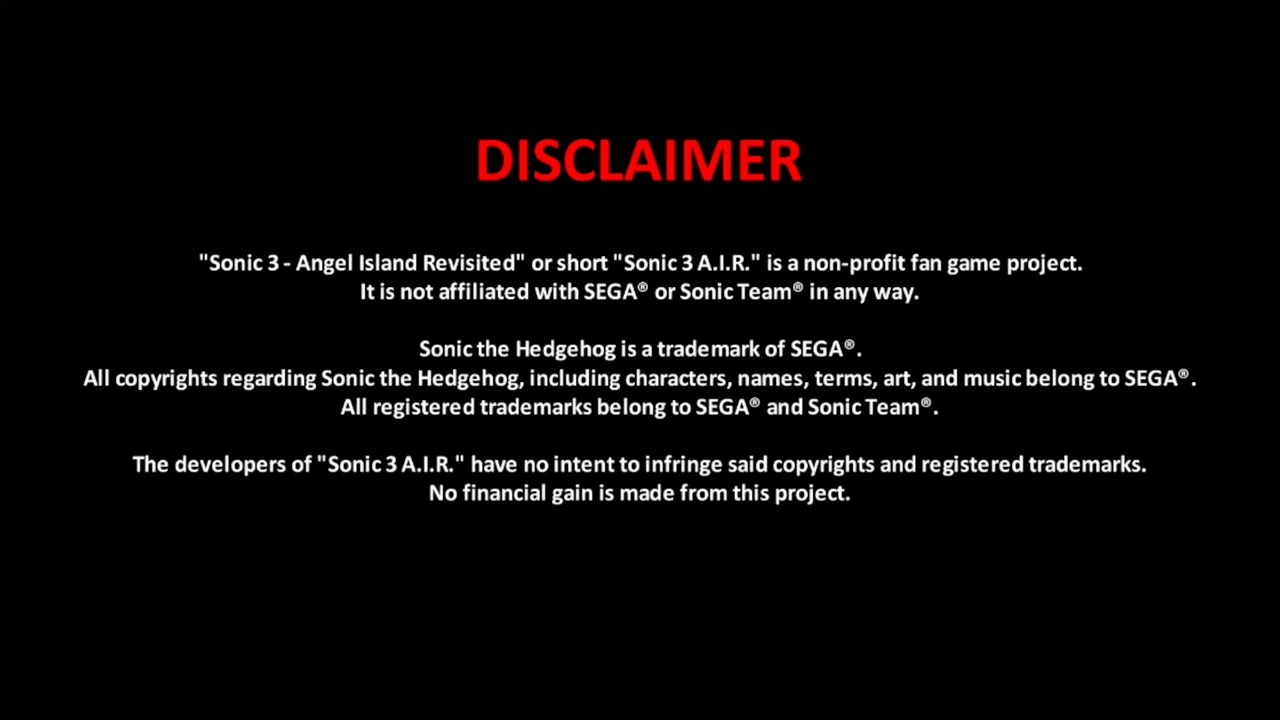 DISCLAIMER
"Sonic 3 - Angel Island Revisited" or short "Sonic 3 A.I.R." is a non-profit fan game project.
It is not affiliated with SEGA® or Sonic Team® in any way.
Sonic the Hedgehog is a trademark of SEGA®.
All copyrights regarding Sonic the Hedgehog, including characters, names, terms, art, and music belong to SEGA®.
All registered trademarks belong to SEGA® and Sonic Team®.
The developers of "Sonic 3 A.I.R." have no intent to infringe said copyrights and registered trademarks.
No financial gain is made from this project.